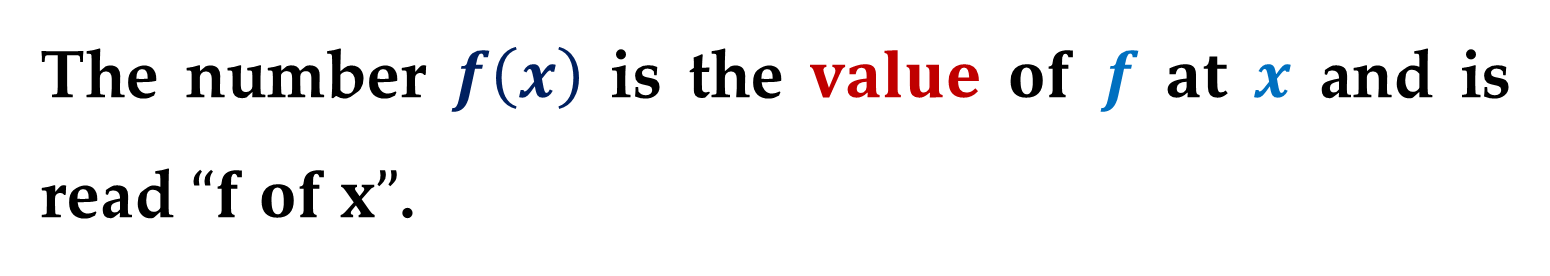 The number f(x) is the value of f at x and is
read “f of x”.